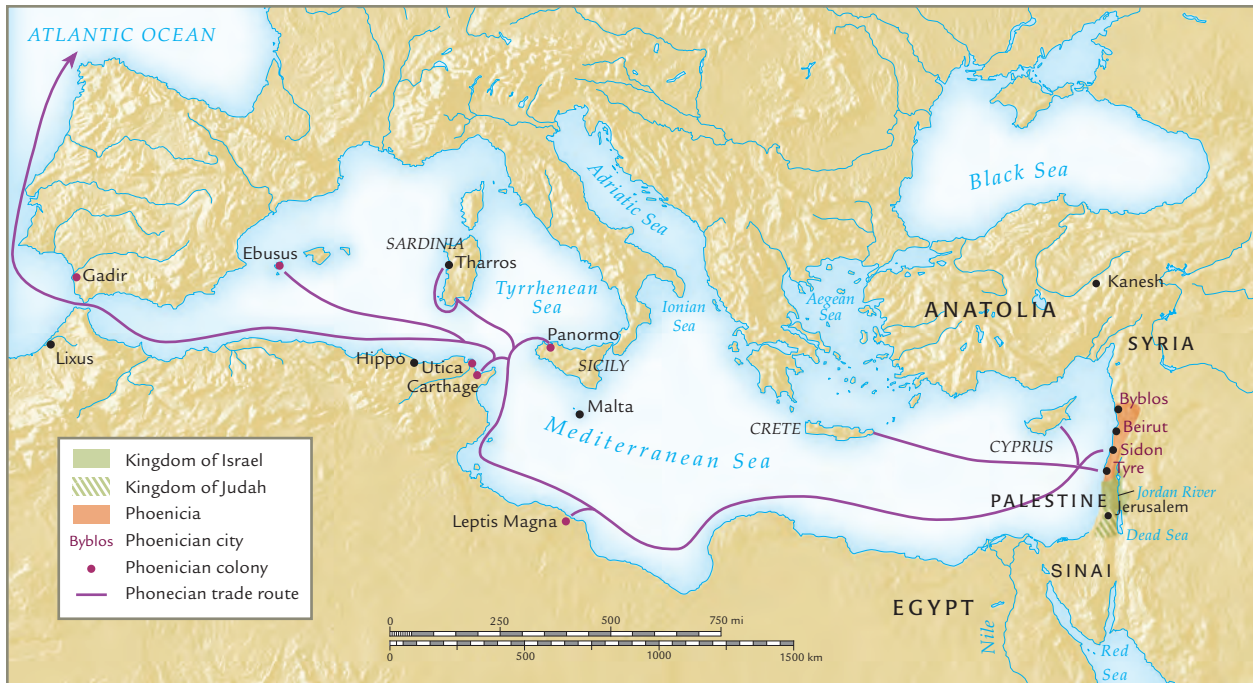 ATLANTIC OCEAN
Black Sea
Adriatic Sea
Ebusus
SARDINIA
Tharros
Gadir
Tyrrhenean
Sea
Ionian
Sea
Aegean
Sea
Kanesh
ANATOLIA
Panormo
SYRIA
Lixus
Hippo
Utica
Carthage
SICILY
Malta
Byblos
CRETE
Beirut
Mediterranean Sea
CYPRUS
Sidon
Tyre
Kingdom of Israel
Kingdom of Judah
Phoenicia
Byblos Phoenician city
Phoenician colony
Phonecian trade route
Leptis Magna
PALESTINE
Jordan River
Jerusalem
Dead Sea
SINAI
EGYPT
Nile
Red
Sea
0 250 500 750 mi
0 500 1000 1500 km